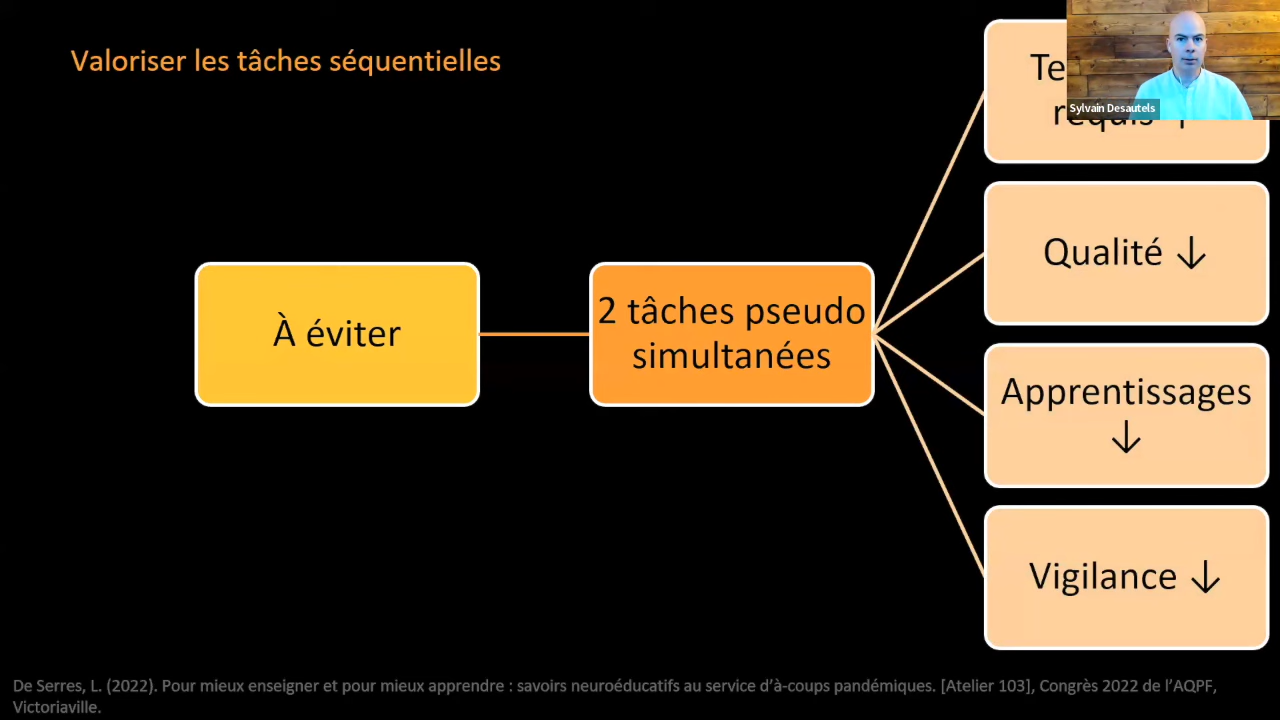 Valoriser les tâches séquentielles
Sylvain Desautels
Qualité ↓
À éviter
2 tâches pseudo
simultanées
Apprentissages
↓
Vigilance ↓
De Serres, L. (2022). Pour mieux enseigner et pour mieux apprendre : savoirs neuroéducatifs au service d’à-coups pandémiques. [Atelier 103], Congrès 2022 de l’AQPF,
Victoriaville.